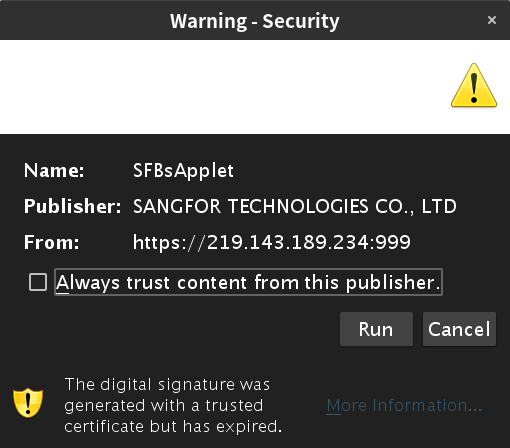 Warning - Security
Name: SFBsApplet
Publisher: SANGFOR TECHNOLOGIES CO., LTD
From: https://219.143.189.234:999
Always trust content from this publisher.
Run Cancel
The digital signature was
generated with a trusted
certificate but has expired.
More Information...